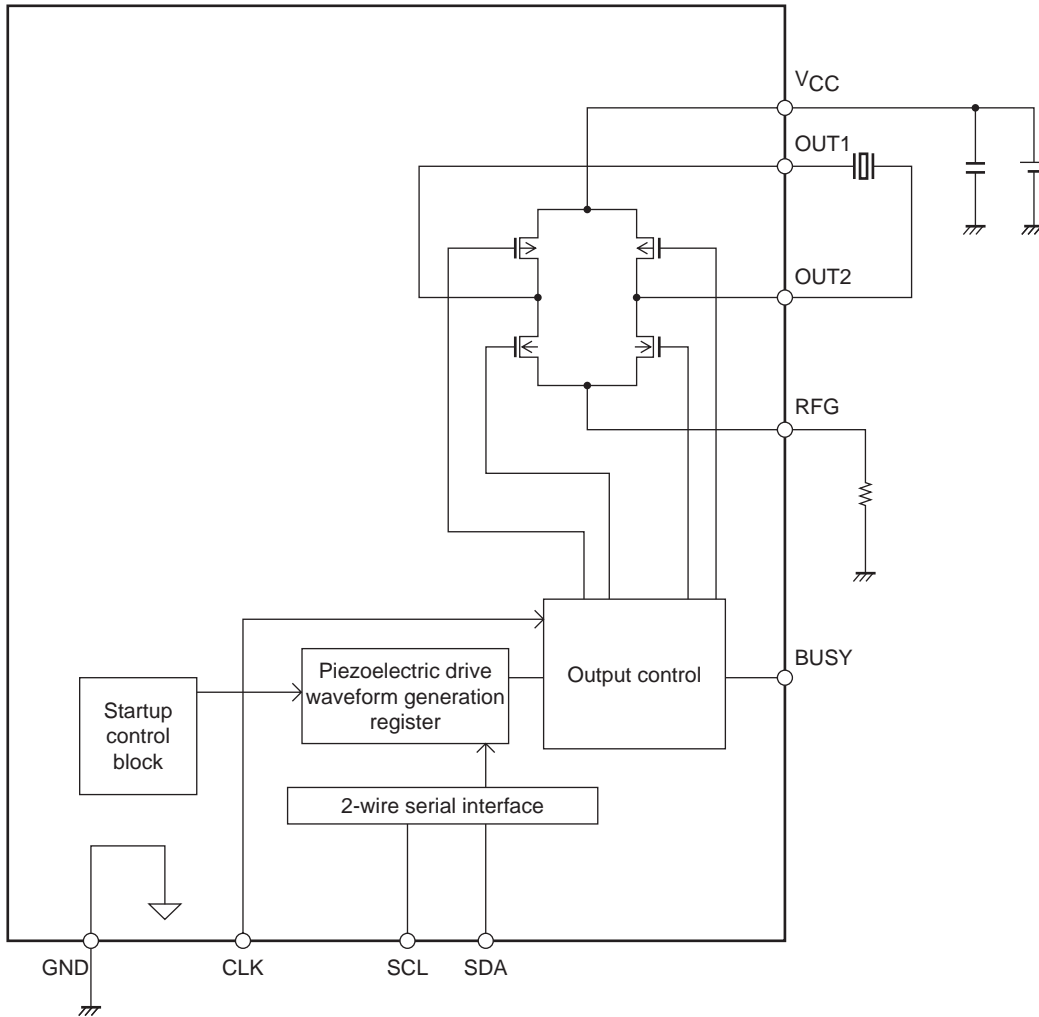 VCC
OUT1
OUT2
RFG
BUSY
Output control
Piezoelectric drive
waveform generation
register
Startup
control
block
2-wire serial interface
GND
CLK
SCL
SDA